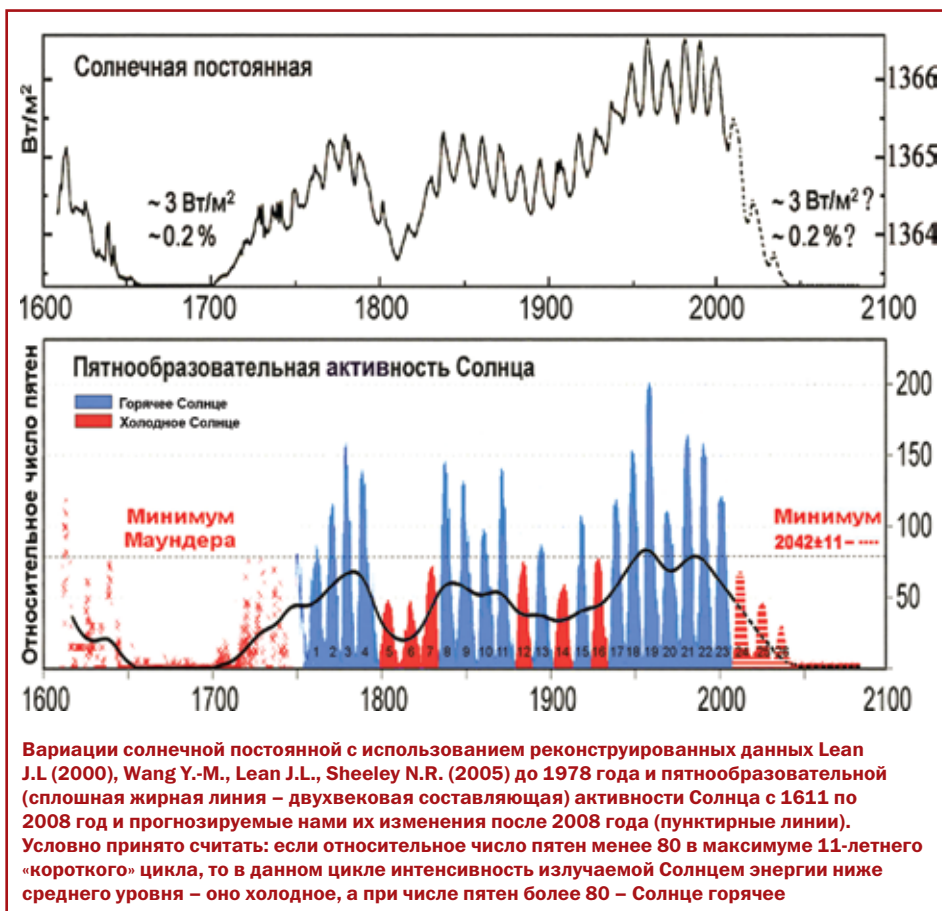 Солнечная постоянная
Вт/м²
1366
1365
1364
~ 3 Вт/м²
~0.2 %
~ 3 Вт/м² ?
~ 0.2 % ?
1600 1700 1800 1900 2000 2100
Пятнообразовательная активность Солнца
Горячее Солнце
Холодное Солнце
Относительное число пятен
200
150
100
50
Минимум
Маундера
Минимум
2042±11 – ----
1 2 3 4 5 6 7 8 9 10 11 12 13 14 15 16 17 18 19 20 21 22 23 24 25 26
1600 1700 1800 1900 2000 2100
Вариации солнечной постоянной с использованием реконструированных данных Lean
J.L (2000), Wang Y.-M., Lean J.L., Sheeley N.R. (2005) до 1978 года и пятнообразовательной
(сплошная жирная линия – двухвековая составляющая) активности Солнца с 1611 по
2008 год и прогнозируемые нами их изменения после 2008 года (пунктирные линии).
Условно принято считать: если относительное число пятен менее 80 в максимуме 11-летнего
«короткого» цикла, то в данном цикле интенсивность излучаемой Солнцем энергии ниже
среднего уровня – оно холодное, а при числе пятен более 80 – Солнце горячее